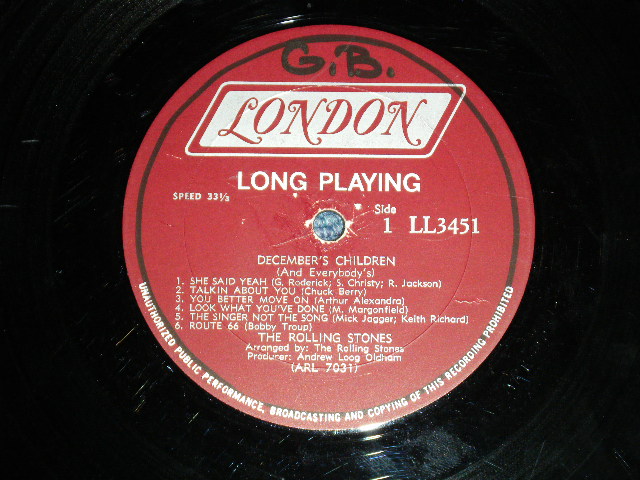 G.B.
LONDON
LONG PLAYING
SPEED 33⅓
Side
1 LL3451
DECEMBER'S CHILDREN
(And Everybody's)
1. SHE SAID YEAH (G. Roderick; S. Christy; R. Jackson)
2. TALKIN ABOUT YOU (Chuck Berry)
3. YOU BETTER MOVE ON (Arthur Alexandra)
4. LOOK WHAT YOU'VE DONE (M. Morganfield)
5. THE SINGER NOT THE SONG (Mick Jagger; Keith Richard)
6. ROUTE 66 (Bobby Troup)
THE ROLLING STONES
Arranged by: The Rolling Stones
Producer: Andrew Loog Oldham
(ARL 7031)
UNAUTHORIZED PUBLIC PERFORMANCE, BROADCASTING AND COPYING OF THIS RECORDING PROHIBITED